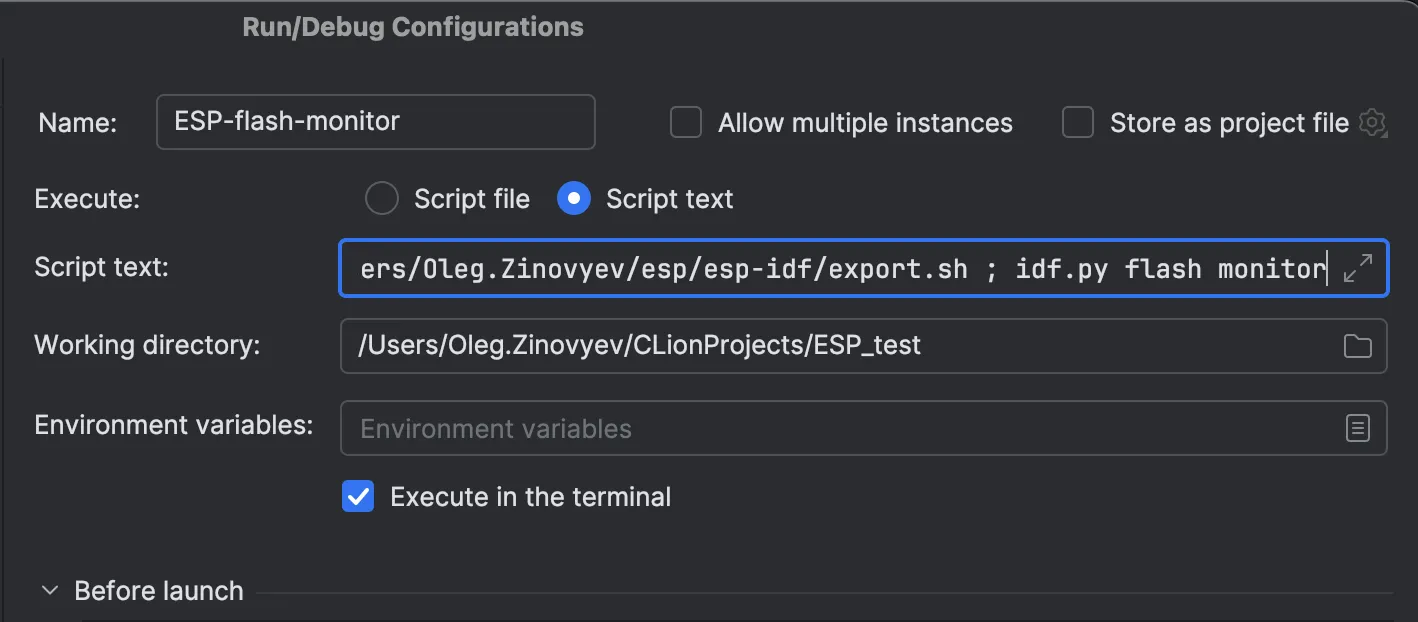 Run/Debug Configurations
Name: ESP-flash-monitor Allow multiple instances Store as project file
Execute: Script file Script text
Script text: ers/Oleg.Zinovyev/esp/esp-idf/export.sh ; idf.py flash monitor
Working directory: /Users/Oleg.Zinovyev/CLionProjects/ESP_test
Environment variables: Environment variables
Execute in the terminal
Before launch